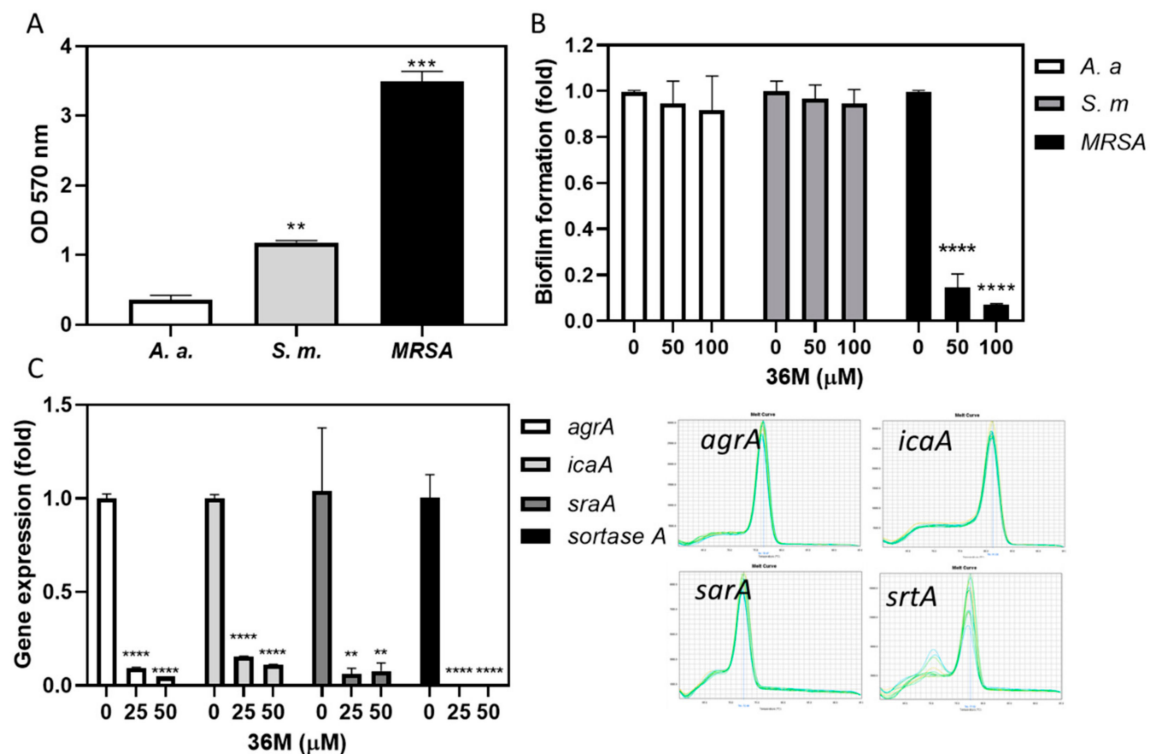 A
OD 570 nm
4
3
2
1
0
**
***
A. a.
S. m.
MRSA
B
Biofilm formation (fold)
1.2
1.0
0.8
0.6
0.4
0.2
0.0
****
****
0 50 100 0 50 100 0 50 100
36M (μM)
A. a
S. m
MRSA
C
Gene expression (fold)
1.5
1.0
0.5
0.0
**** **** **** **** ** ** **** ****
0 25 50 0 25 50 0 25 50 0 25 50
36M (μM)
agrA
icaA
sraA
sortase A
Melt Curve
agrA
Melt Curve
icaA
Melt Curve
sarA
Melt Curve
srtA